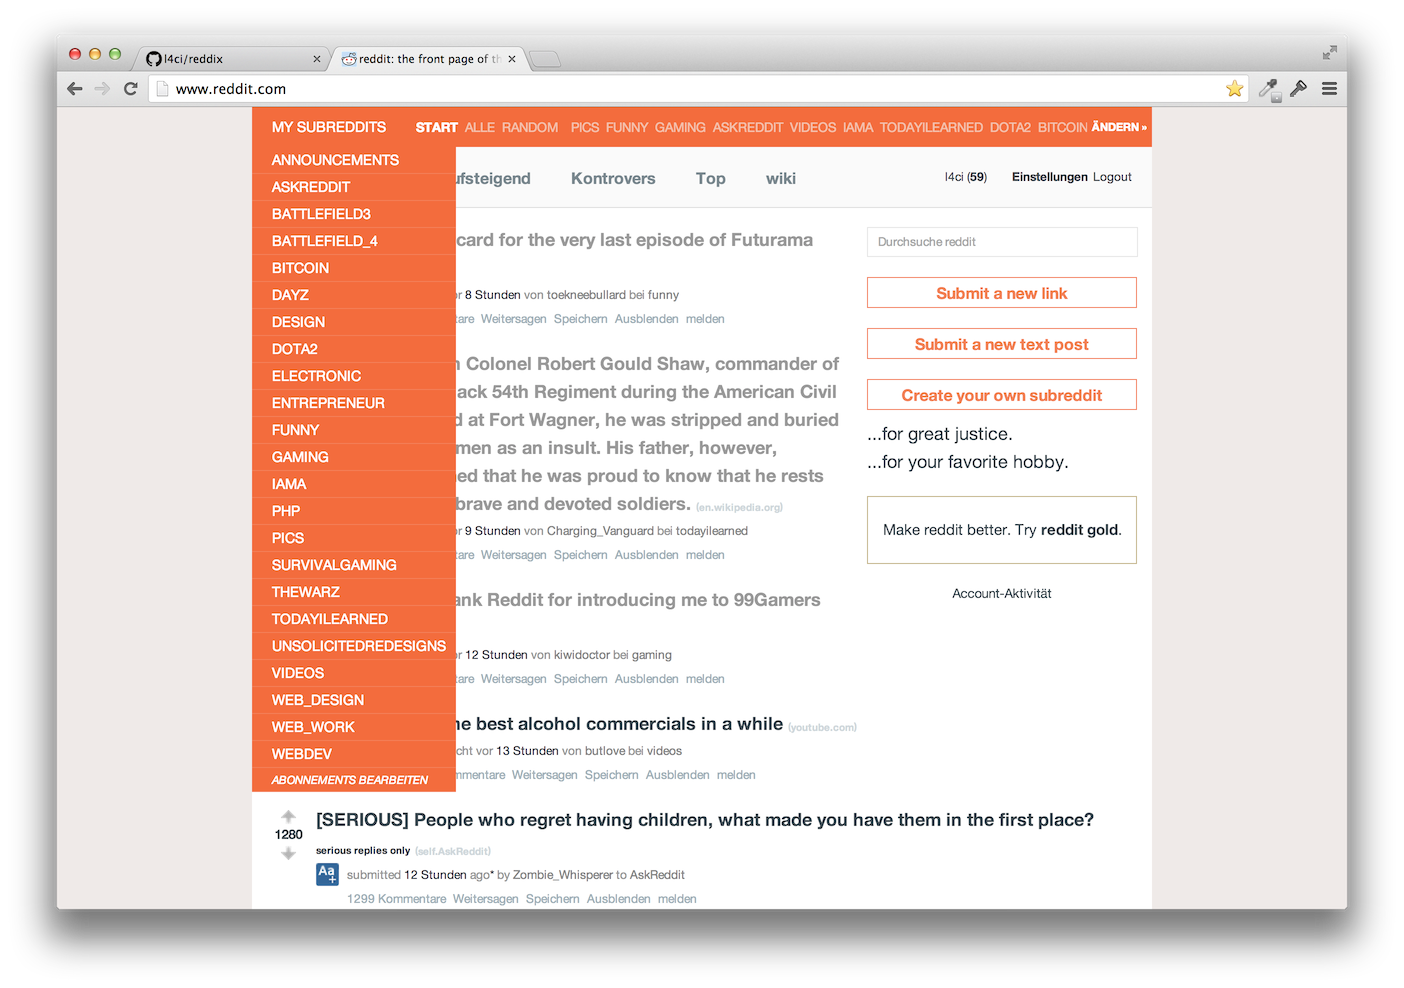 l4ci/reddix
reddit: the front page of th
www.reddit.com
MY SUBREDDITS START ALLE RANDOM PICS FUNNY GAMING ASKREDDIT VIDEOS IAMA TODAYILEARNED DOTA2 BITCOIN ÄNDERN »
ANNOUNCEMENTS
ASKREDDIT
BATTLEFIELD3
BATTLEFIELD_4
BITCOIN
DAYZ
DESIGN
DOTA2
ELECTRONIC
ENTREPRENEUR
FUNNY
GAMING
IAMA
PHP
PICS
SURVIVALGAMING
THEWARZ
TODAYILEARNED
UNSOLICITEDREDESIGNS
VIDEOS
WEB_DESIGN
WEB_WORK
WEBDEV
ABONNEMENTS BEARBEITEN
ufsteigend Kontrovers Top wiki
l4ci (59) Einstellungen Logout
card for the very last episode of Futurama
r 8 Stunden von toekneebullard bei funny
tare Weitersagen Speichern Ausblenden melden
n Colonel Robert Gould Shaw, commander of
ack 54th Regiment during the American Civil
d at Fort Wagner, he was stripped and buried
men as an insult. His father, however,
ed that he was proud to know that he rests
brave and devoted soldiers. (en.wikipedia.org)
r 9 Stunden von Charging_Vanguard bei todayilearned
tare Weitersagen Speichern Ausblenden melden
ank Reddit for introducing me to 99Gamers
r 12 Stunden von kiwidoctor bei gaming
tare Weitersagen Speichern Ausblenden melden
ne best alcohol commercials in a while (youtube.com)
cht vor 13 Stunden von butlove bei videos
mmentare Weitersagen Speichern Ausblenden melden
1280
[SERIOUS] People who regret having children, what made you have them in the first place?
serious replies only (self.AskReddit)
Aa+
submitted 12 Stunden ago* by Zombie_Whisperer to AskReddit
1299 Kommentare Weitersagen Speichern Ausblenden melden
Durchsuche reddit
Submit a new link
Submit a new text post
Create your own subreddit
...for great justice.
...for your favorite hobby.
Make reddit better. Try reddit gold.
Account-Aktivität